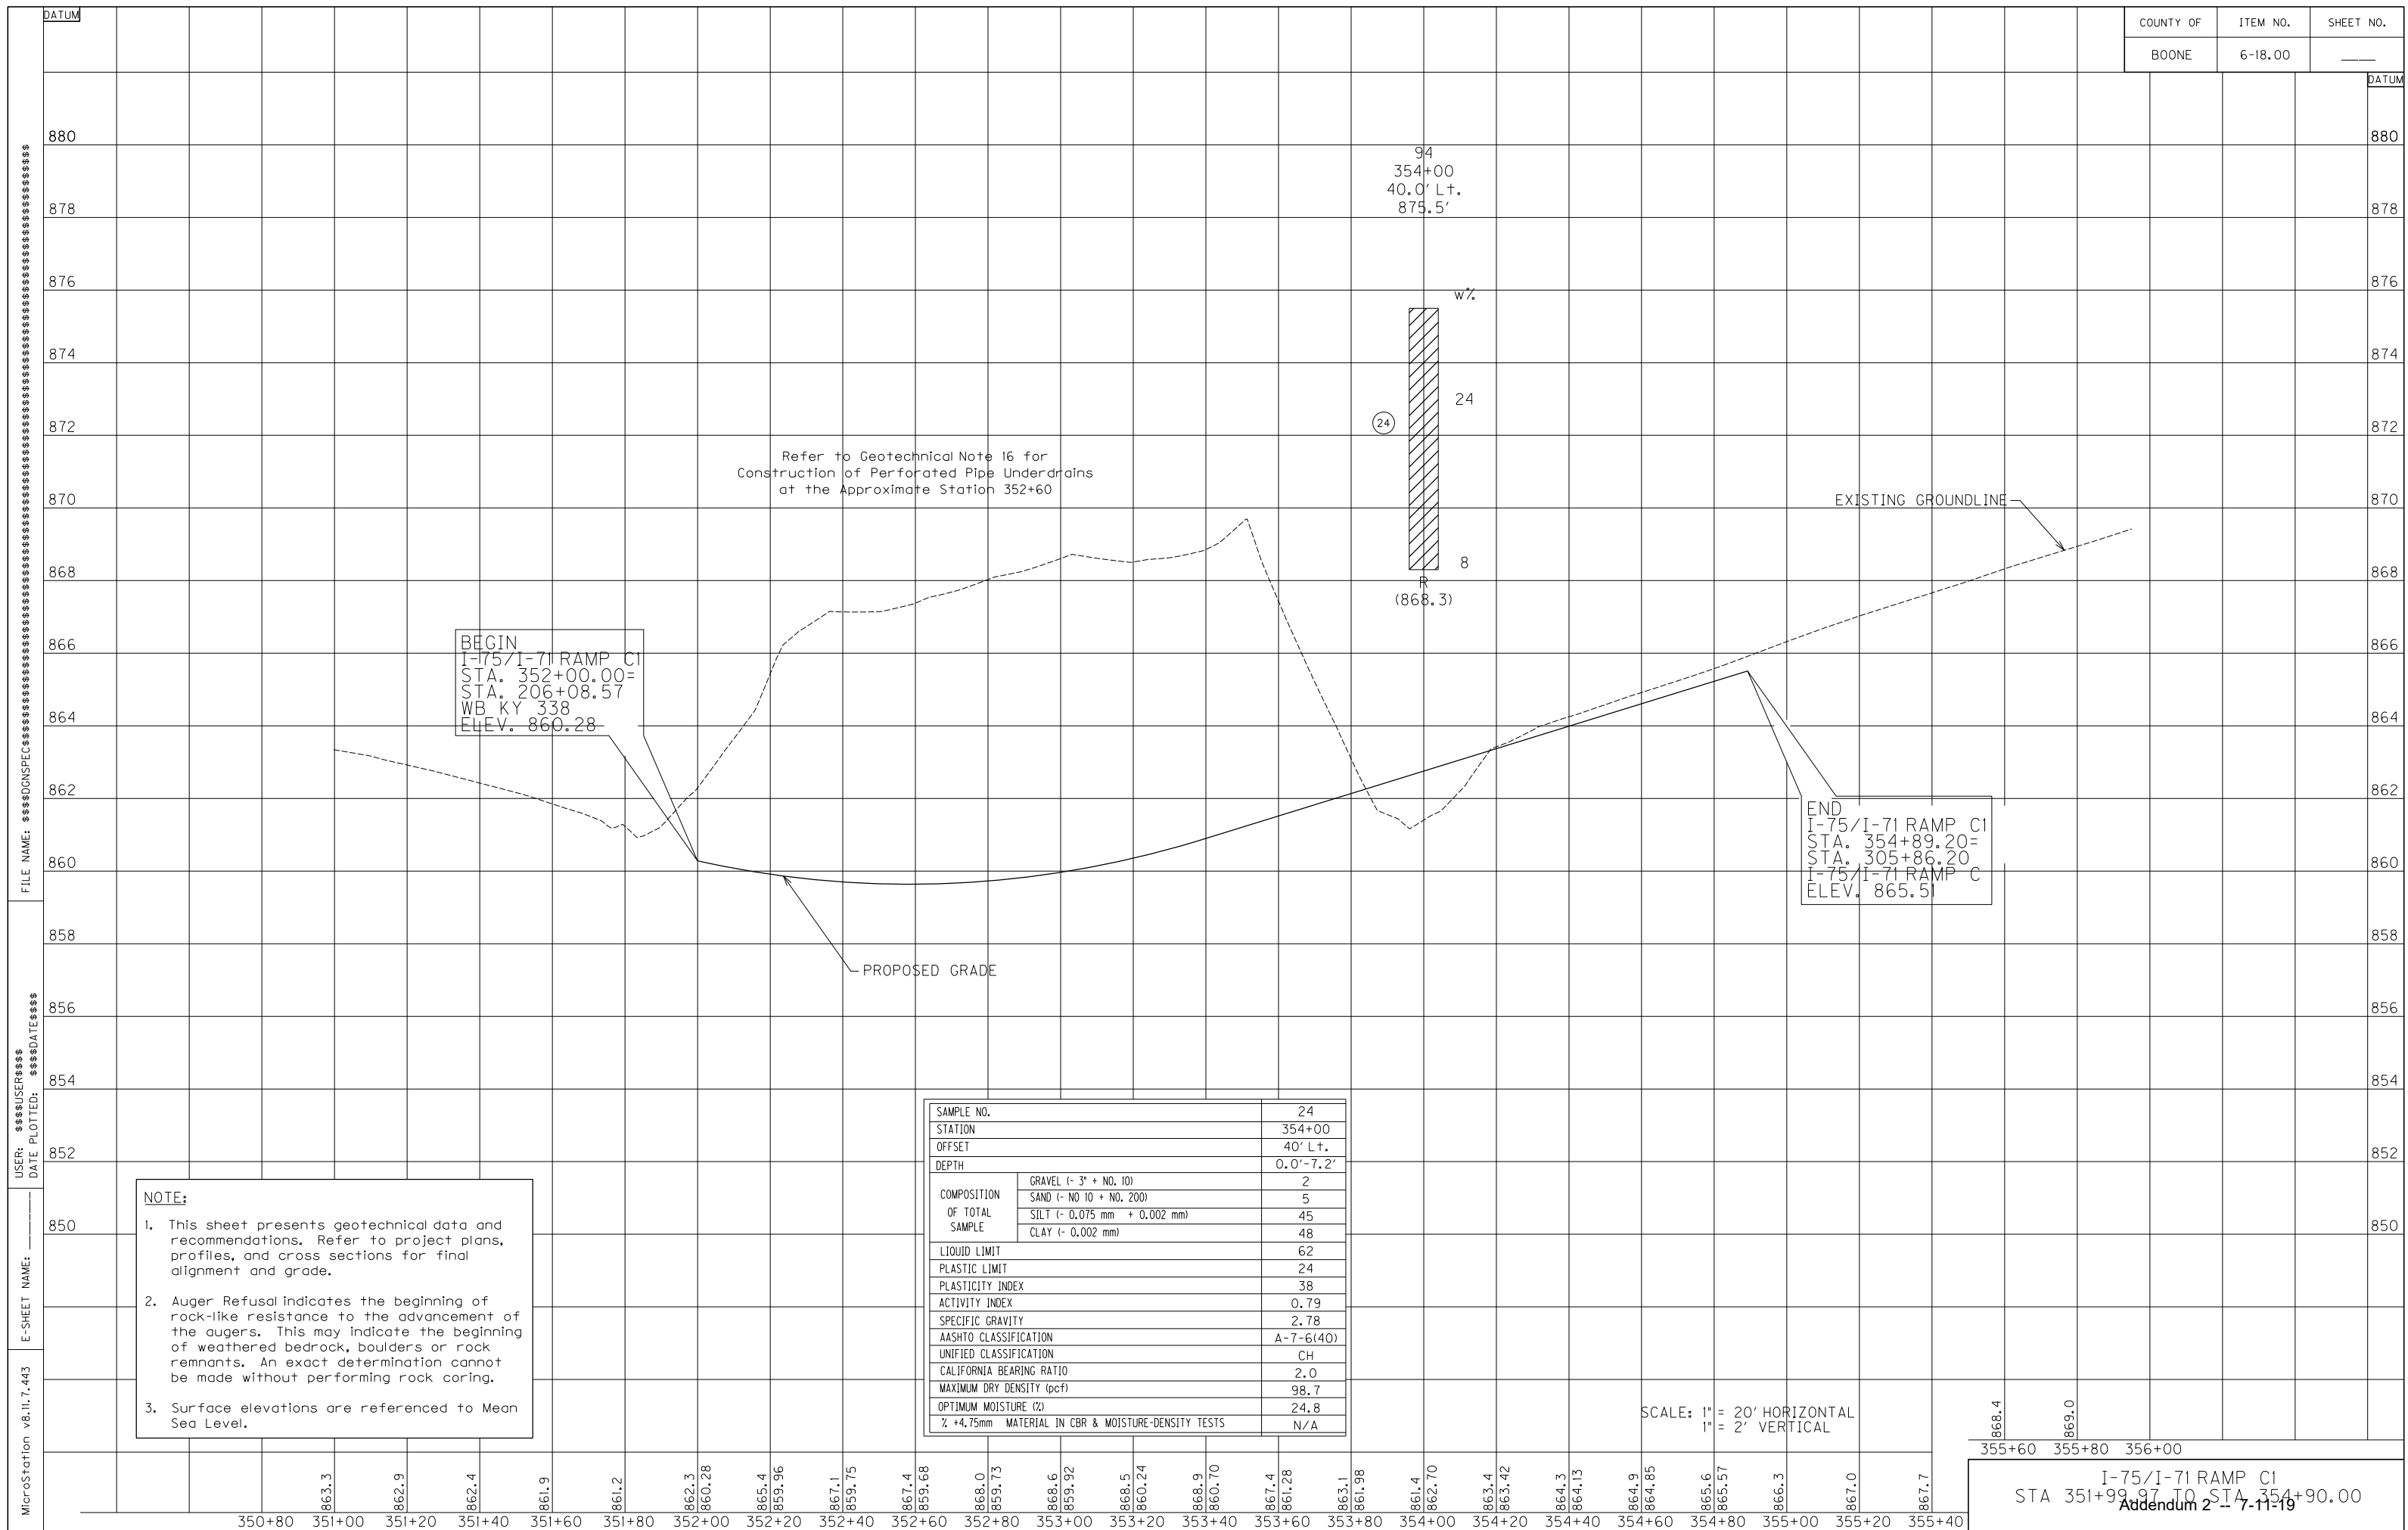 DATUM
COUNTY OF ITEM NO. SHEET NO.
BOONE 6-18.00 ____
DATUM
880 880
878 878
876 876
874 874
872 872
870 870
868 868
866 866
864 864
862 862
860 860
858 858
856 856
854 854
852 852
850 850
94
354+00
40.0' Lt.
875.5'
w%
24
24
8
R
(868.3)
Refer to Geotechnical Note 16 for
Construction of Perforated Pipe Underdrains
at the Approximate Station 352+60
EXISTING GROUNDLINE
BEGIN
I-75/I-71 RAMP C1
STA. 352+00.00=
STA. 206+08.57
WB KY 338
ELEV. 860.28
END
I-75/I-71 RAMP C1
STA. 354+89.20=
STA. 305+86.20
I-75/I-71 RAMP C
ELEV. 865.51
PROPOSED GRADE
NOTE:
1. This sheet presents geotechnical data and
recommendations. Refer to project plans,
profiles, and cross sections for final
alignment and grade.
2. Auger Refusal indicates the beginning of
rock-like resistance to the advancement of
the augers. This may indicate the beginning
of weathered bedrock, boulders or rock
remnants. An exact determination cannot
be made without performing rock coring.
3. Surface elevations are referenced to Mean
Sea Level.
SAMPLE NO. 24
STATION 354+00
OFFSET 40' Lt.
DEPTH 0.0'-7.2'
COMPOSITION
OF TOTAL
SAMPLE
GRAVEL (- 3" + NO. 10) 2
SAND (- NO 10 + NO. 200) 5
SILT (- 0.075 mm + 0.002 mm) 45
CLAY (- 0.002 mm) 48
LIQUID LIMIT 62
PLASTIC LIMIT 24
PLASTICITY INDEX 38
ACTIVITY INDEX 0.79
SPECIFIC GRAVITY 2.78
AASHTO CLASSIFICATION A-7-6(40)
UNIFIED CLASSIFICATION CH
CALIFORNIA BEARING RATIO 2.0
MAXIMUM DRY DENSITY (pcf) 98.7
OPTIMUM MOISTURE (%) 24.8
% +4.75mm MATERIAL IN CBR & MOISTURE-DENSITY TESTS N/A
SCALE: 1" = 20' HORIZONTAL
1" = 2' VERTICAL
868.4 869.0
355+60 355+80 356+00
863.3 862.9 862.4 861.9 861.2 862.3 865.4 867.1 867.4 868.0 868.6 868.5 868.9 867.4 863.1 861.4 863.4 864.3 864.9 865.6 866.3 867.0 867.7
860.28 859.96 859.75 859.68 859.73 859.92 860.24 860.70 861.28 861.98 862.70 863.42 864.13 864.85 865.57
350+80 351+00 351+20 351+40 351+60 351+80 352+00 352+20 352+40 352+60 352+80 353+00 353+20 353+40 353+60 353+80 354+00 354+20 354+40 354+60 354+80 355+00 355+20 355+40
I-75/I-71 RAMP C1
STA 351+99.97 TO STA 354+90.00
Addendum 2 -- 7-11-19
MicroStation v8.11.7.443
E-SHEET NAME: ________
USER: $$$$USER$$$$
DATE PLOTTED: $$$$DATE$$$$